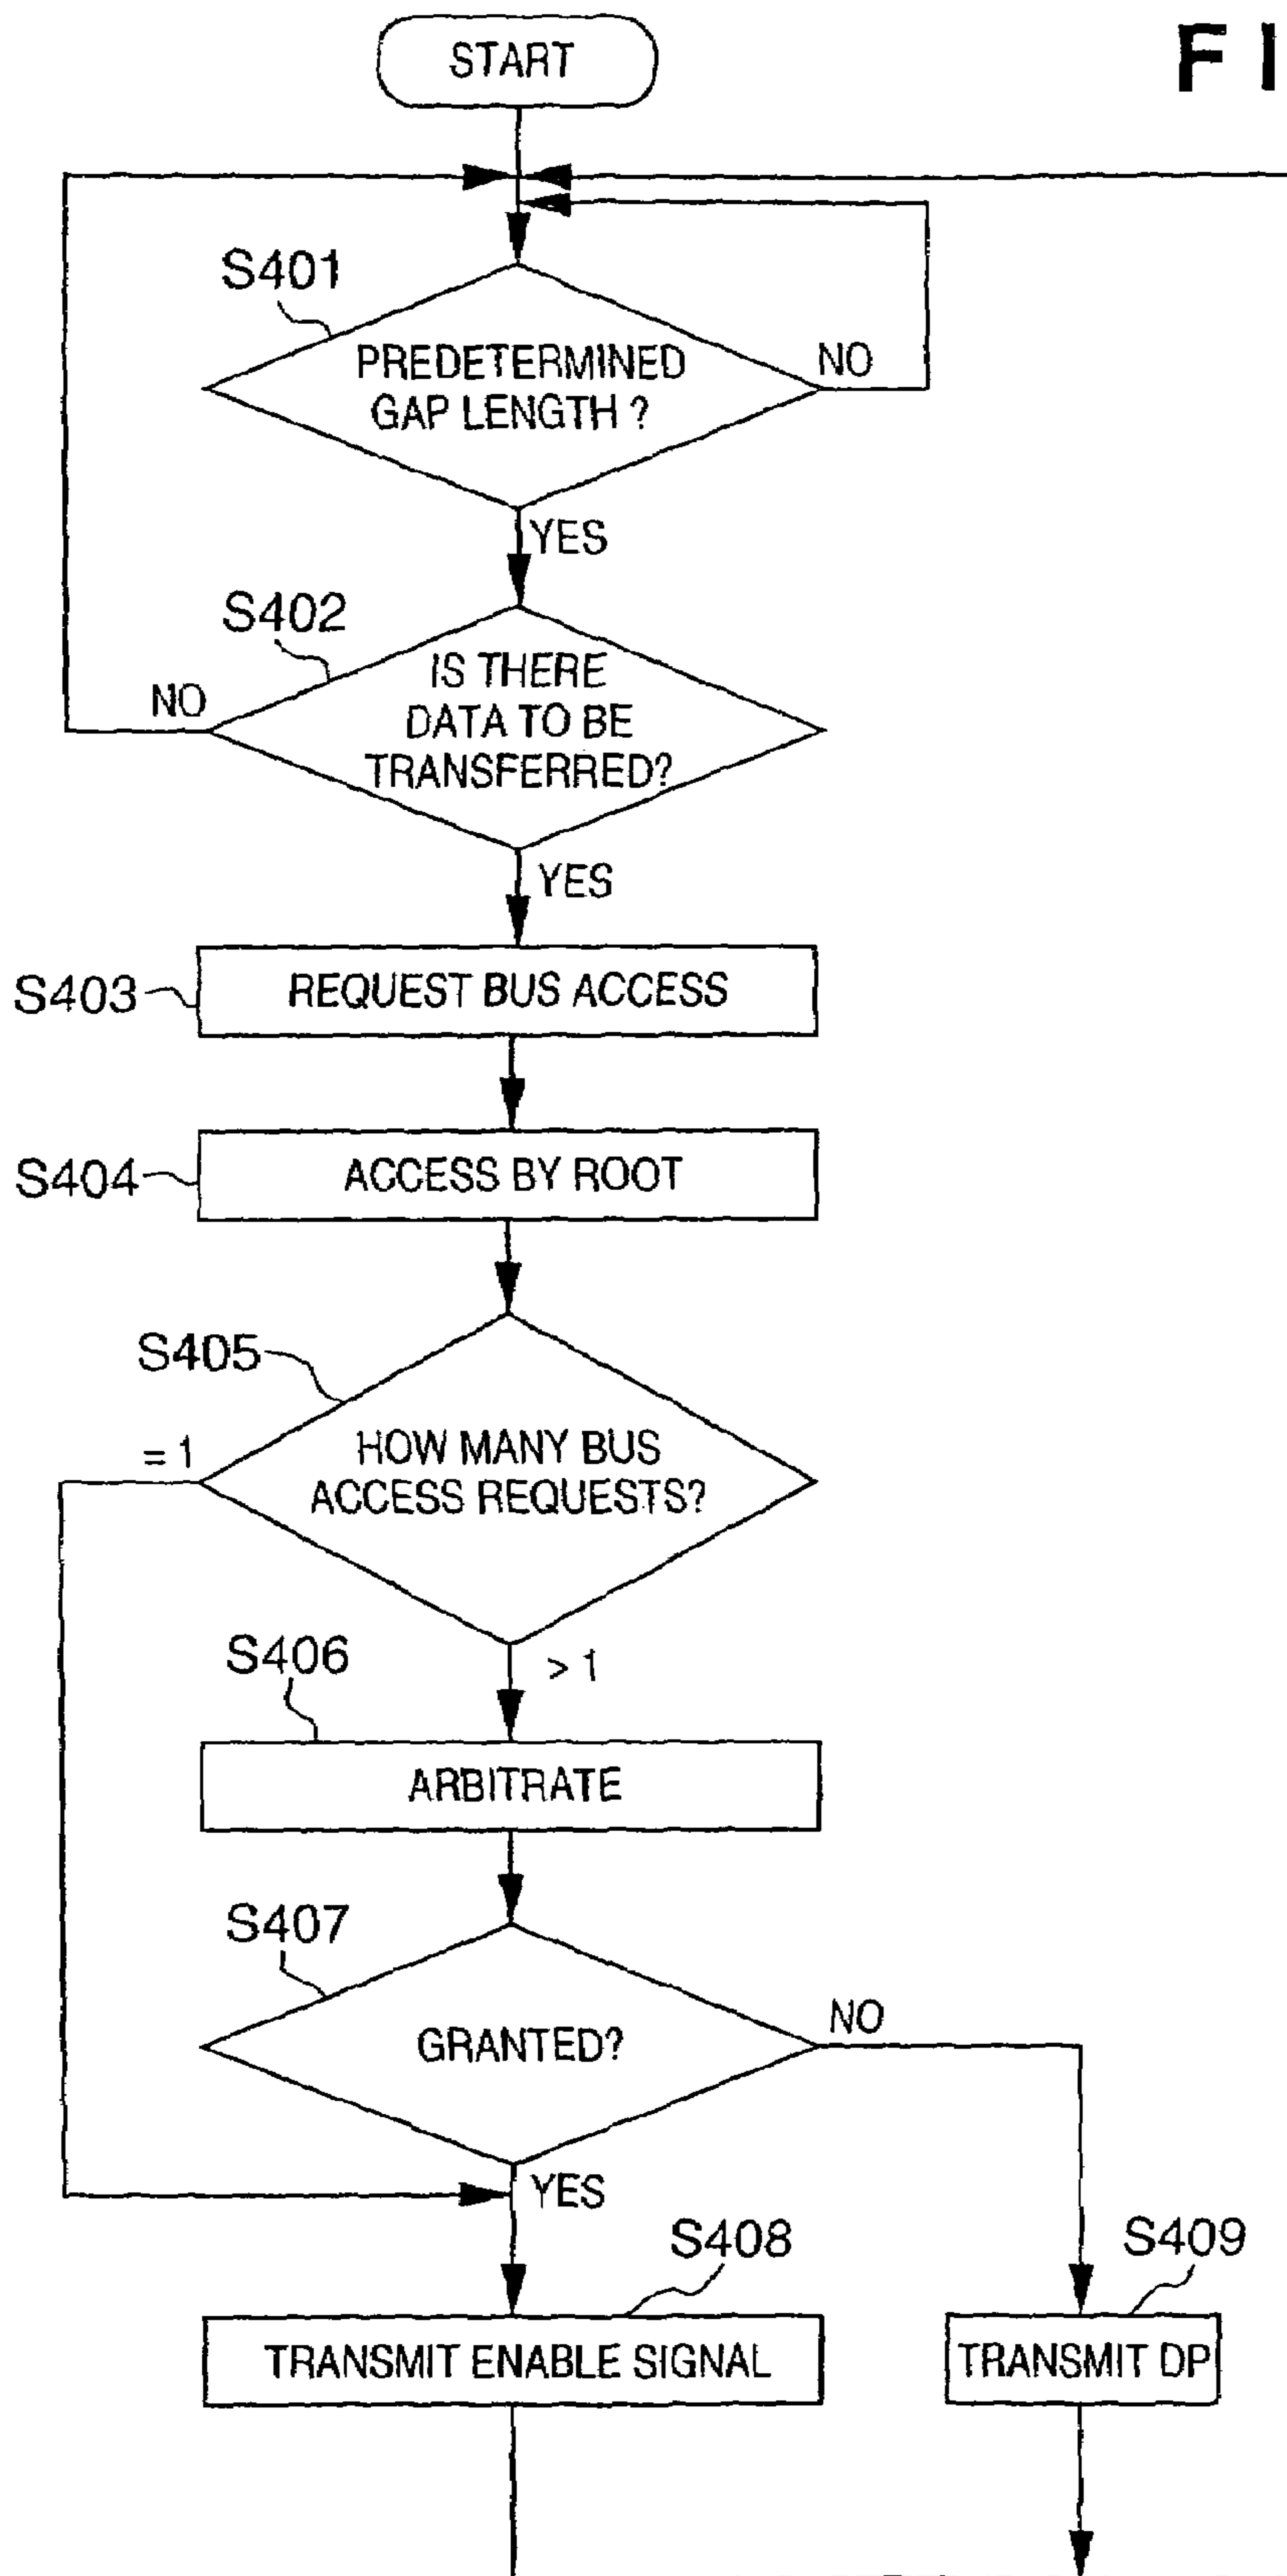 FI
START
S401
PREDETERMINED
GAP LENGTH ?
NO
YES
S402
IS THERE
DATA TO BE
TRANSFERRED?
NO
YES
S403
REQUEST BUS ACCESS
S404
ACCESS BY ROOT
S405
= 1
HOW MANY BUS
ACCESS REQUESTS?
> 1
S406
ARBITRATE
S407
GRANTED?
NO
YES
S408
S409
TRANSMIT ENABLE SIGNAL
TRANSMIT DP